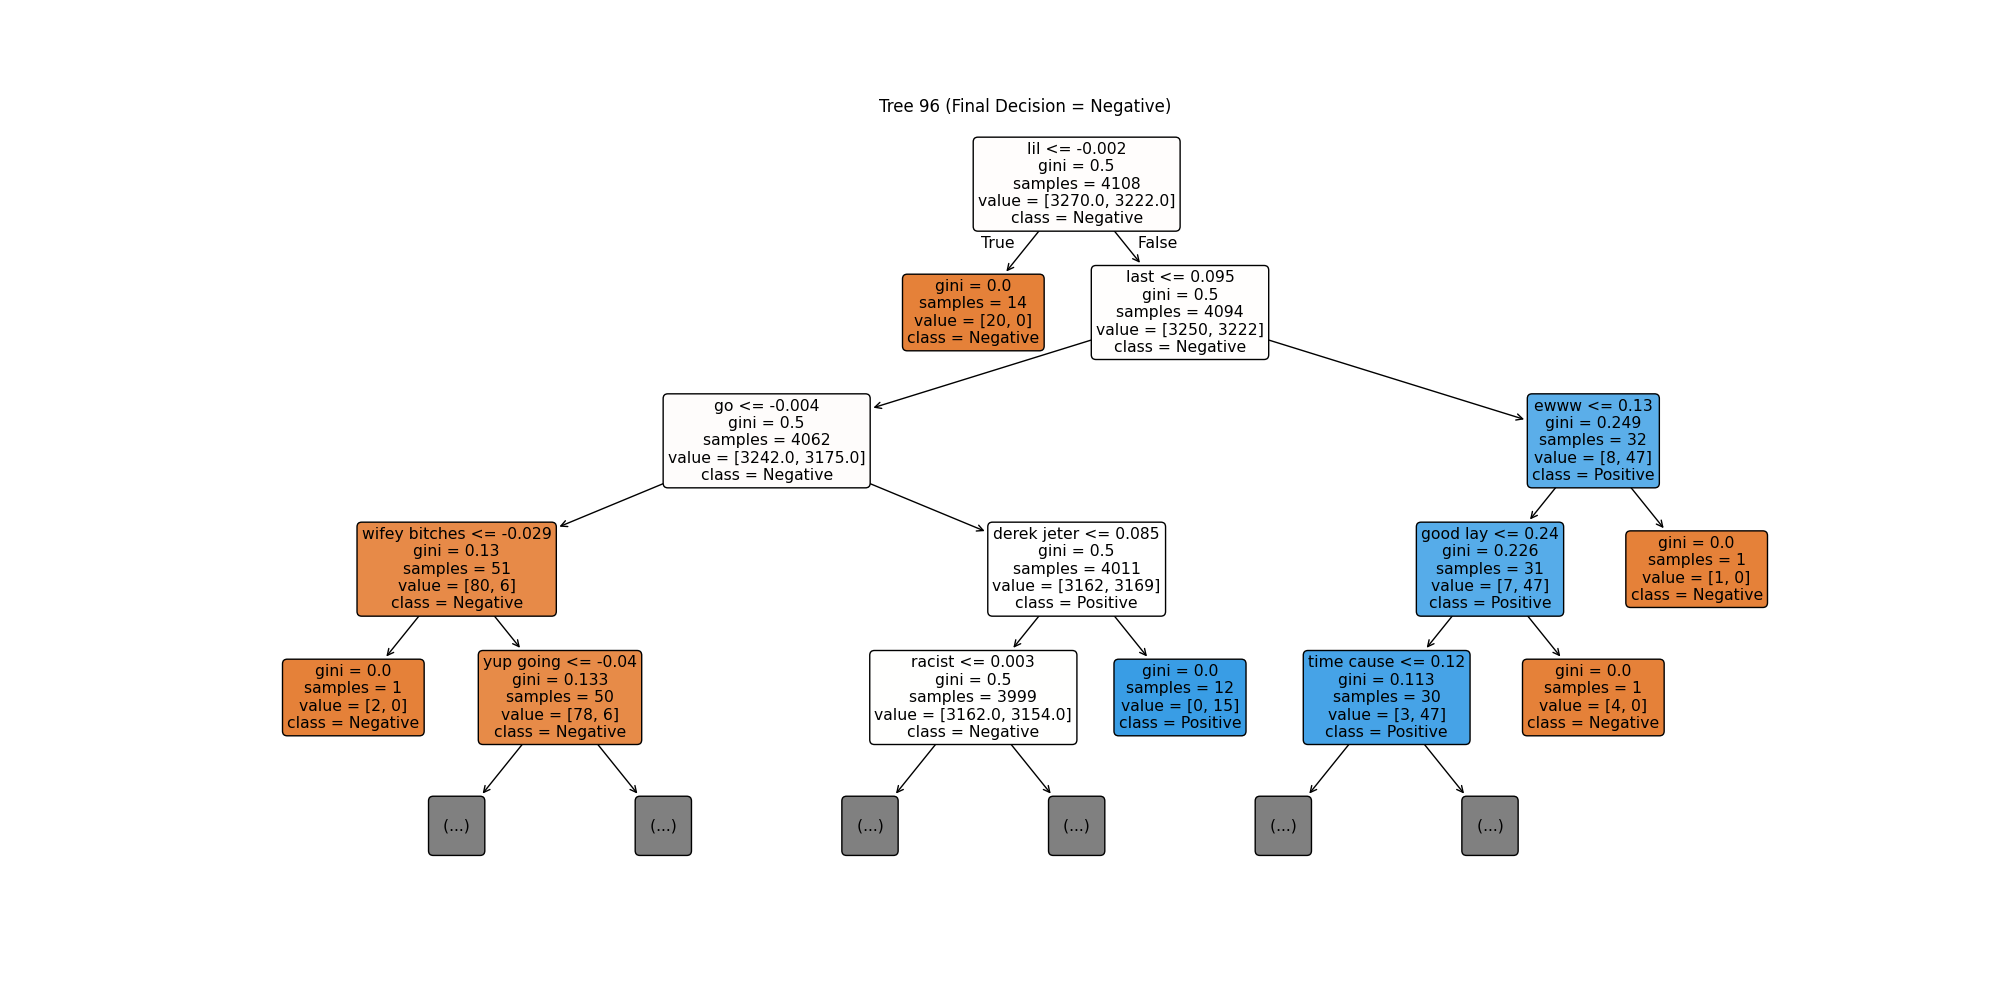 Tree 96 (Final Decision = Negative)
lil <= -0.002
gini = 0.5
samples = 4108
value = [3270.0, 3222.0]
class = Negative
True
False
gini = 0.0
samples = 14
value = [20, 0]
class = Negative
last <= 0.095
gini = 0.5
samples = 4094
value = [3250, 3222]
class = Negative
go <= -0.004
gini = 0.5
samples = 4062
value = [3242.0, 3175.0]
class = Negative
ewww <= 0.13
gini = 0.249
samples = 32
value = [8, 47]
class = Positive
wifey bitches <= -0.029
gini = 0.13
samples = 51
value = [80, 6]
class = Negative
derek jeter <= 0.085
gini = 0.5
samples = 4011
value = [3162, 3169]
class = Positive
good lay <= 0.24
gini = 0.226
samples = 31
value = [7, 47]
class = Positive
gini = 0.0
samples = 1
value = [1, 0]
class = Negative
gini = 0.0
samples = 1
value = [2, 0]
class = Negative
yup going <= -0.04
gini = 0.133
samples = 50
value = [78, 6]
class = Negative
racist <= 0.003
gini = 0.5
samples = 3999
value = [3162.0, 3154.0]
class = Negative
gini = 0.0
samples = 12
value = [0, 15]
class = Positive
time cause <= 0.12
gini = 0.113
samples = 30
value = [3, 47]
class = Positive
gini = 0.0
samples = 1
value = [4, 0]
class = Negative
(...)
(...)
(...)
(...)
(...)
(...)